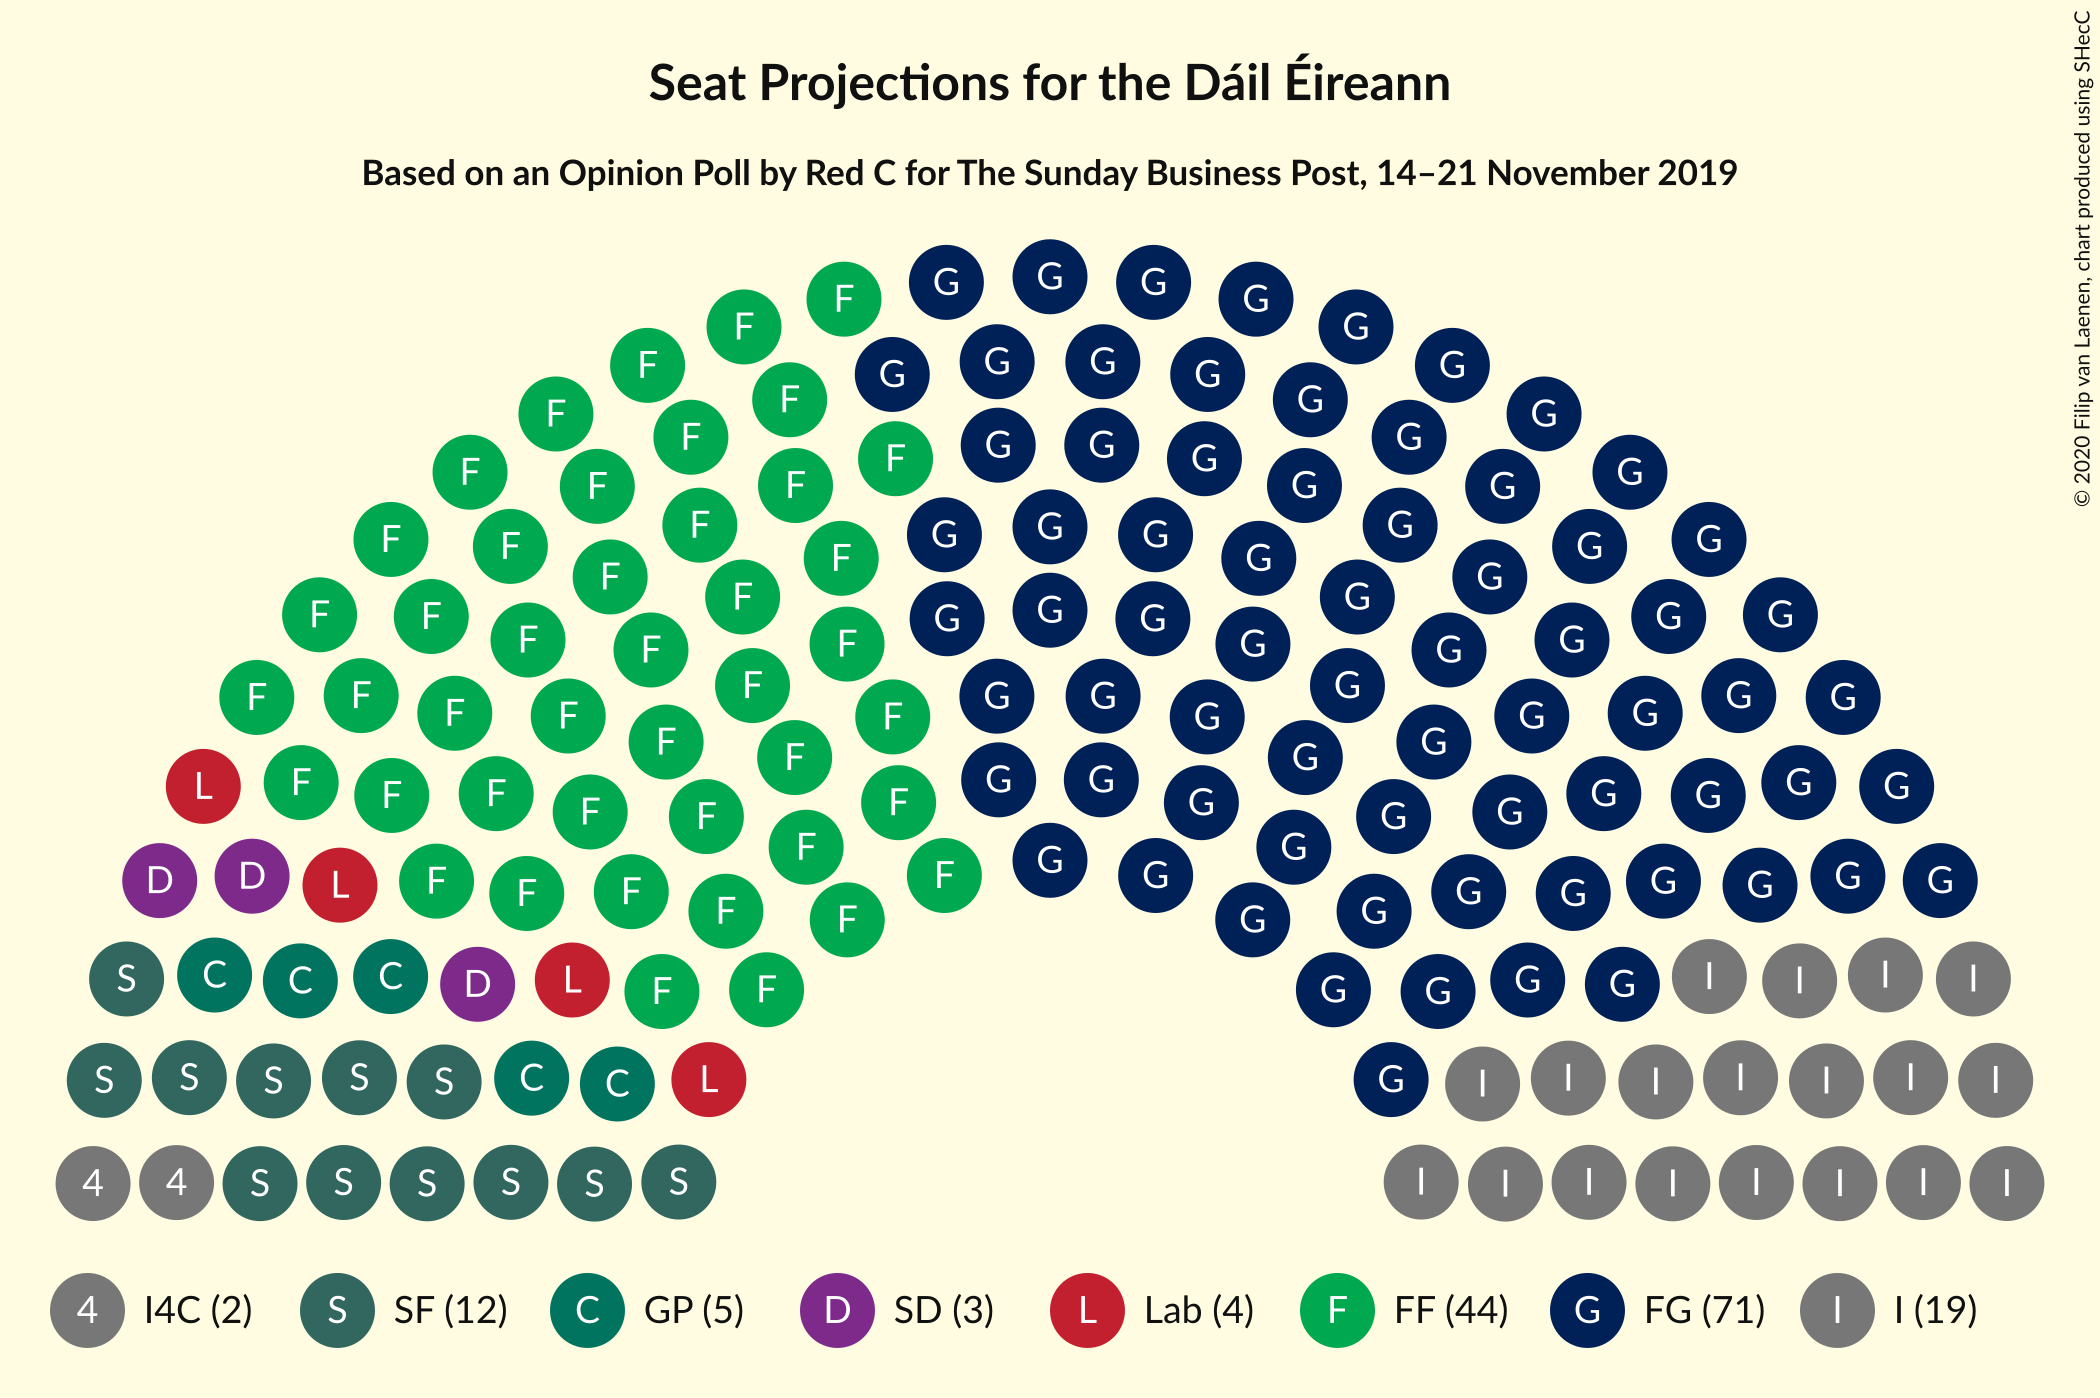 Seat Projections for the Dáil Éireann
Based on an Opinion Poll by Red C for The Sunday Business Post, 14–21 November 2019
© 2020 Filip van Laenen, chart produced using SHecC
G G G G G G G G G G G G G G G G G G G G G G G G G G G G G G G G G G G G G G G G G G G G G G G G G G G G G G G G G G G G G G G G G G G G G G G
F F F F F F F F F F F F F F F F F F F F F F F F F F F F F F F F F F F F F F F F F F F F
L L L L
D D D
C C C C C
S S S S S S S S S S S S
4 4
I I I I I I I I I I I I I I I I I I I
4 I4C (2) S SF (12) C GP (5) D SD (3) L Lab (4) F FF (44) G FG (71) I I (19)